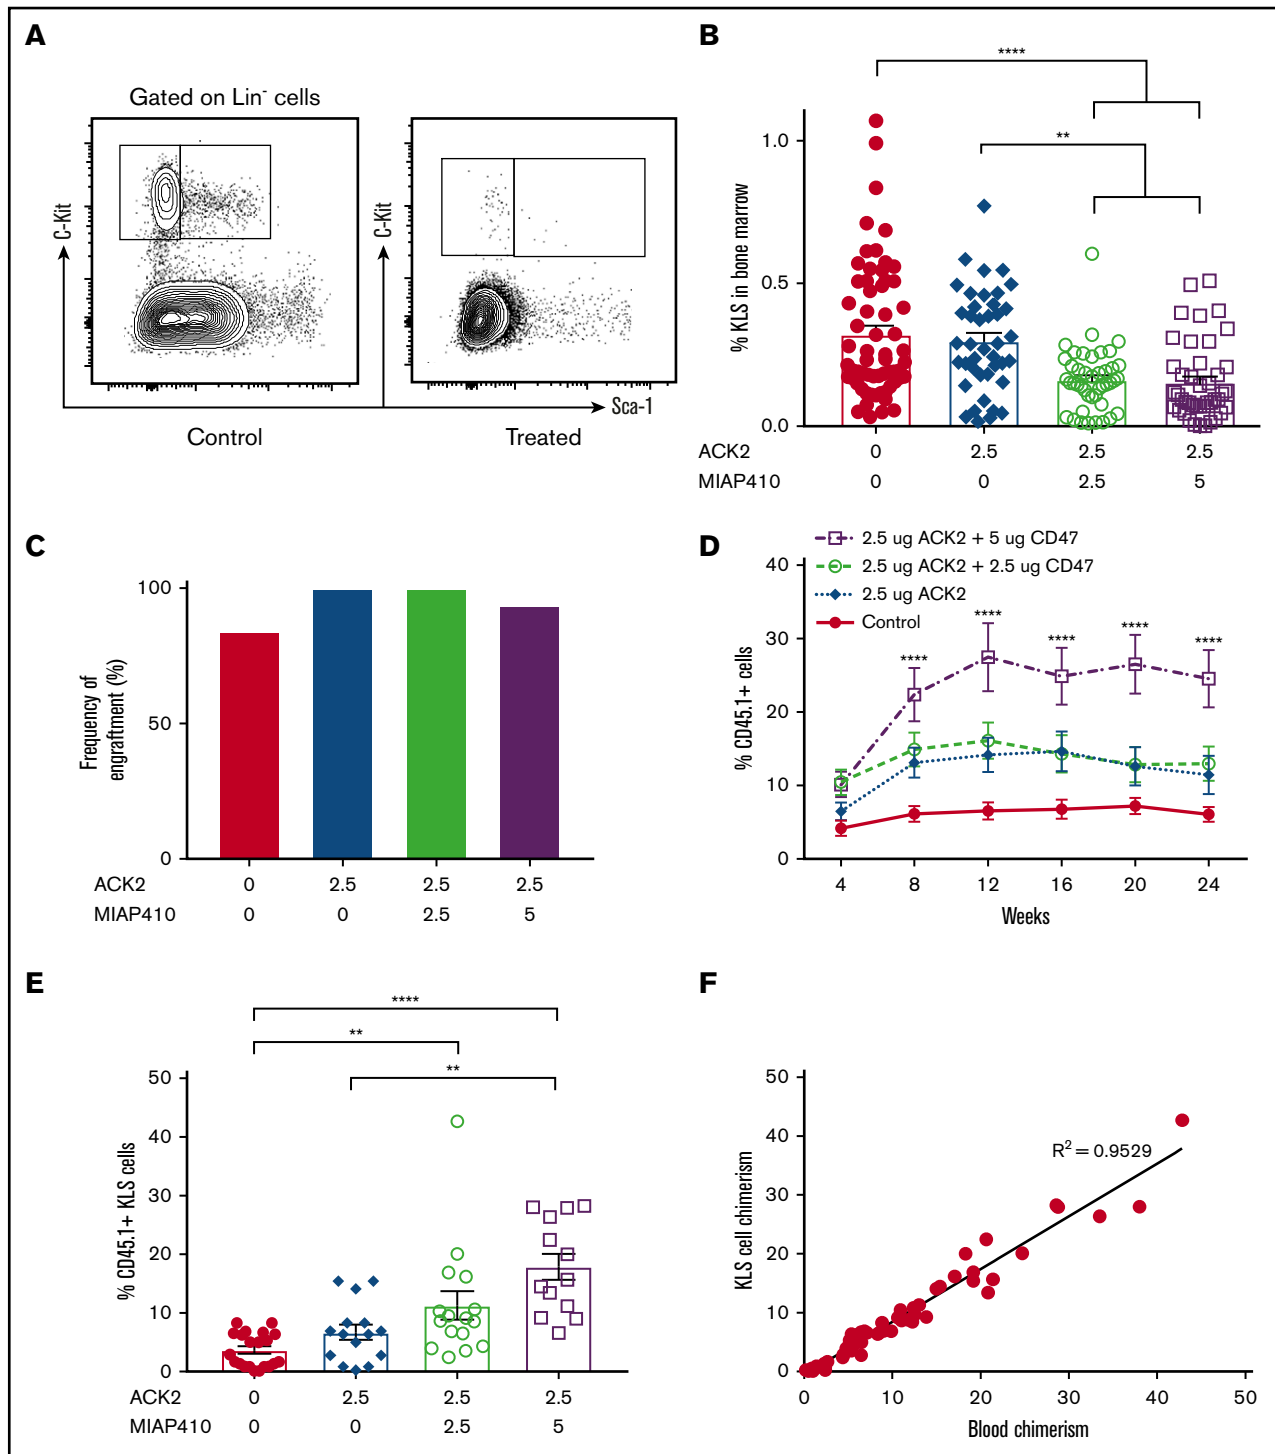 A
Gated on Lin- cells
C-Kit
C-Kit
Sca-1
Control
Treated
B
****
**
% KLS in bone marrow
1.0
0.5
0.0
ACK2 0 2.5 2.5 2.5
MIAP410 0 0 2.5 5
C
Frequency of
engraftment (%)
100
50
0
ACK2 0 2.5 2.5 2.5
MIAP410 0 0 2.5 5
D
2.5 ug ACK2 + 5 ug CD47
2.5 ug ACK2 + 2.5 ug CD47
2.5 ug ACK2
Control
% CD45.1+ cells
40
30
20
10
0
**** **** **** **** ****
4 8 12 16 20 24
Weeks
E
****
**
**
% CD45.1+ KLS cells
50
40
30
20
10
0
ACK2 0 2.5 2.5 2.5
MIAP410 0 0 2.5 5
F
KLS cell chimerism
50
40
30
20
10
0
R2 = 0.9529
0 10 20 30 40 50
Blood chimerism